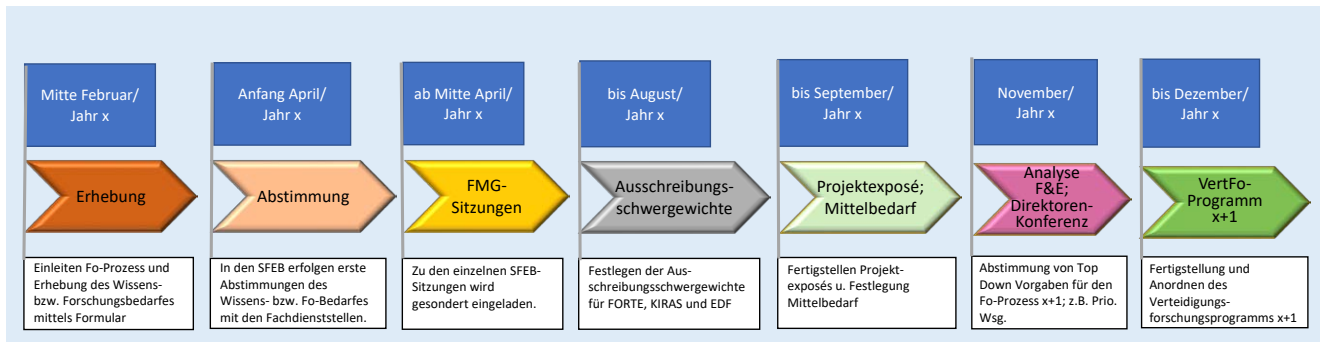 Mitte Februar/
Jahr x
Anfang April/
Jahr x
ab Mitte April/
Jahr x
bis August/
Jahr x
bis September/
Jahr x
November/
Jahr x
bis Dezember/
Jahr x
Erhebung
Abstimmung
FMG-
Sitzungen
Ausschreibungs-
schwergewichte
Projektexposé;
Mittelbedarf
Analyse
F&E;
Direktoren-
Konferenz
VertFo-
Programm
x+1
Einleiten Fo-Prozess und
Erhebung des Wissens-
bzw. Forschungsbedarfes
mittels Formular
In den SFEB erfolgen erste
Abstimmungen des
Wissens- bzw. Fo-Bedarfes
mit den Fachdienststellen.
Zu den einzelnen SFEB-
Sitzungen wird
gesondert eingeladen.
Festlegen der Aus-
schreibungsschwergewichte
für FORTE, KIRAS und EDF
Fertigstellen Projekt-
exposés u. Festlegung
Mittelbedarf
Abstimmung von Top
Down Vorgaben für den
Fo-Prozess x+1; z.B. Prio.
Wsg.
Fertigstellung und
Anordnen des
Verteidigungs-
forschungsprogramms x+1